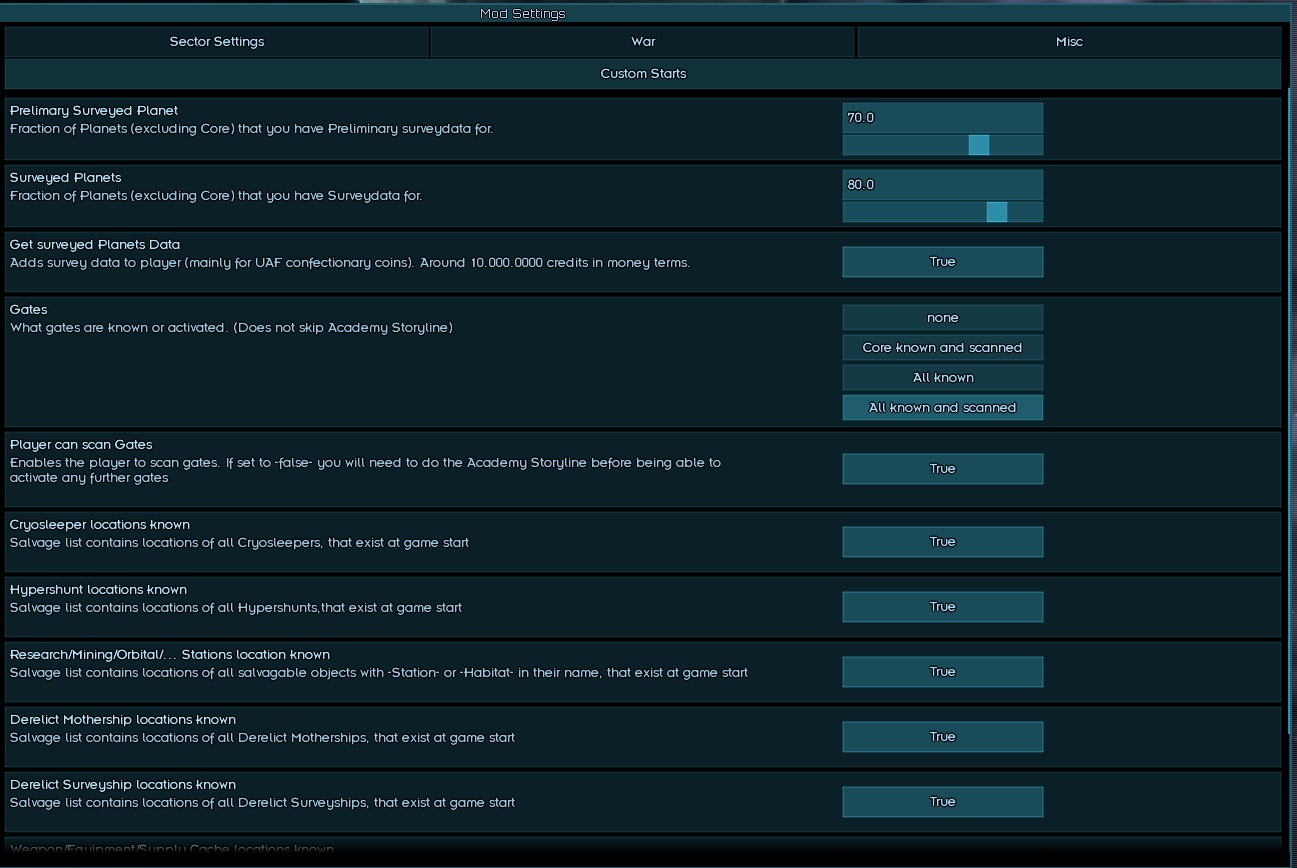 Mod Settings
Sector Settings
War
Misc
Custom Starts
Prelimary Surveyed Planet
Fraction of Planets (excluding Core) that you have Preliminary surveydata for.
70.0
Surveyed Planets
Fraction of Planets (excluding Core) that you have Surveydata for.
80.0
Get surveyed Planets Data
Adds survey data to player (mainly for UAF confectionary coins). Around 10.000.0000 credits in money terms.
True
Gates
What gates are known or activated. (Does not skip Academy Storyline)
none
Core known and scanned
All known
All known and scanned
Player can scan Gates
Enables the player to scan gates. If set to -false- you will need to do the Academy Storyline before being able to
activate any further gates
True
Cryosleeper locations known
Salvage list contains locations of all Cryosleepers, that exist at game start
True
Hypershunt locations known
Salvage list contains locations of all Hypershunts,that exist at game start
True
Research/Mining/Orbital/... Stations location known
Salvage list contains locations of all salvagable objects with -Station- or -Habitat- in their name, that exist at game start
True
Derelict Mothership locations known
Salvage list contains locations of all Derelict Motherships, that exist at game start
True
Derelict Surveyship locations known
Salvage list contains locations of all Derelict Surveyships, that exist at game start
True
Weapon/Equipment/Supply Cache locations known